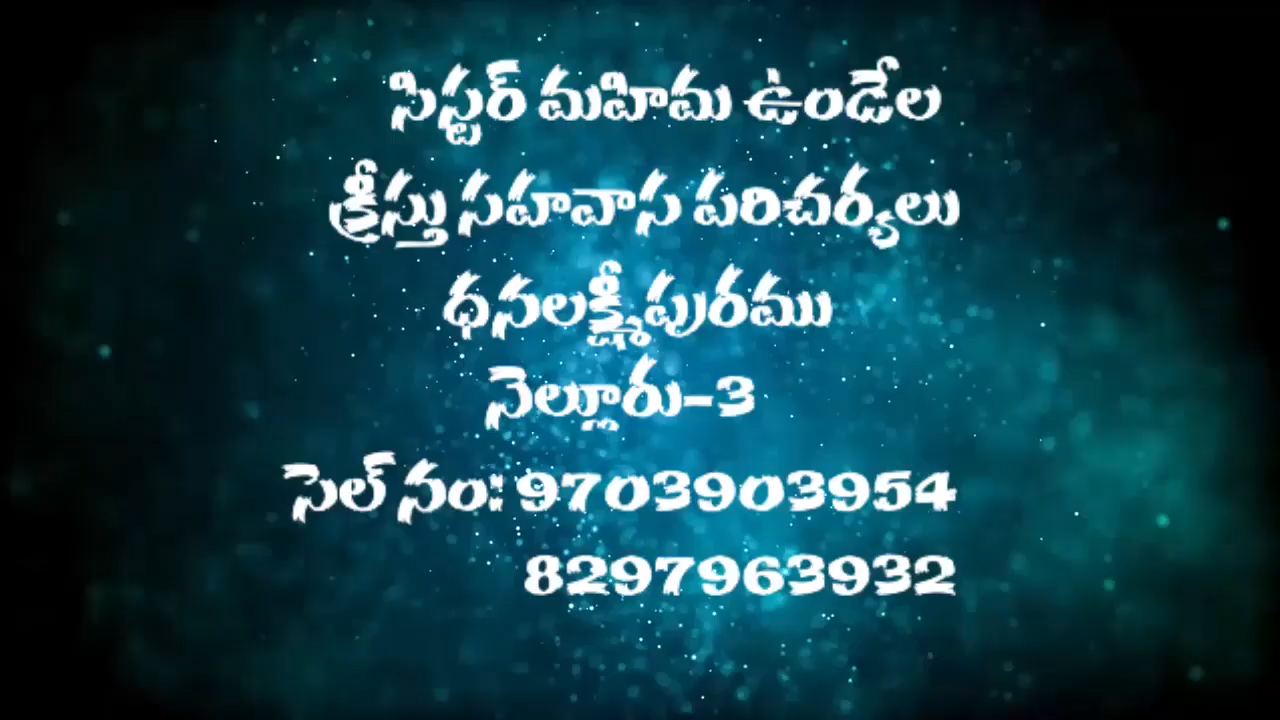 సిస్టర్ మహిమ ఉండేల
క్రీస్తు సహవాస పరిచర్యలు
ధనలక్ష్మీపురము
నెల్లూరు-3
సెల్ నం: 9703903954
8297963932